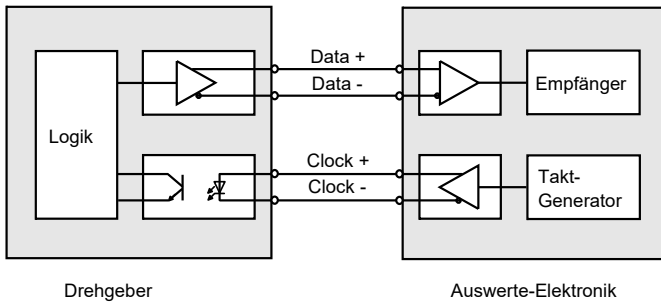 Data +
Data -
Logik
Empfänger
Clock +
Clock -
Takt-
Generator
Drehgeber
Auswerte-Elektronik